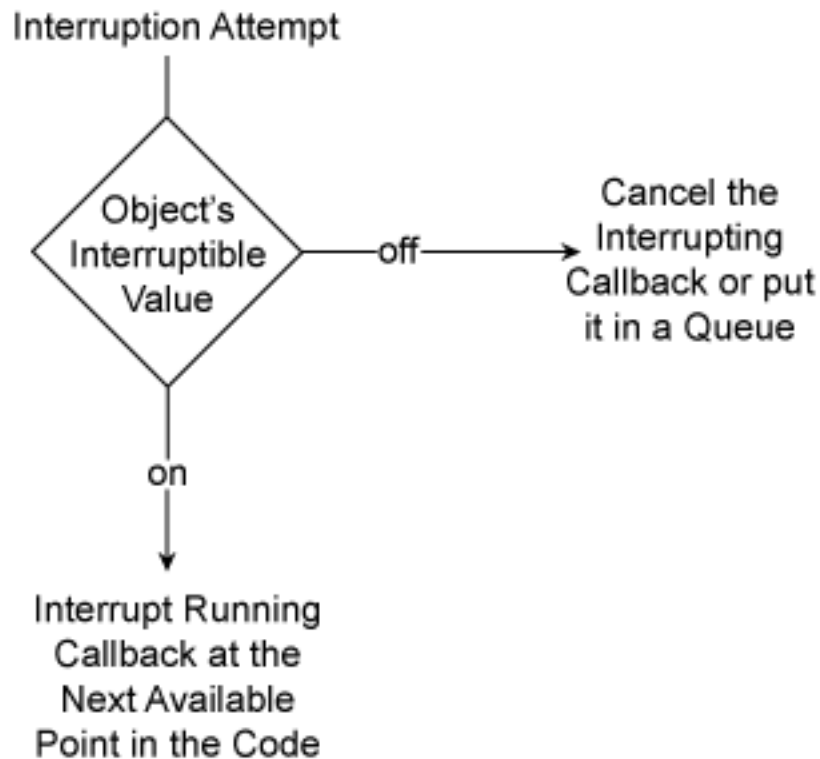 Interruption Attempt
Object's
Interruptible
Value
off
Cancel the
Interrupting
Callback or put
it in a Queue
on
Interrupt Running
Callback at the
Next Available
Point in the Code